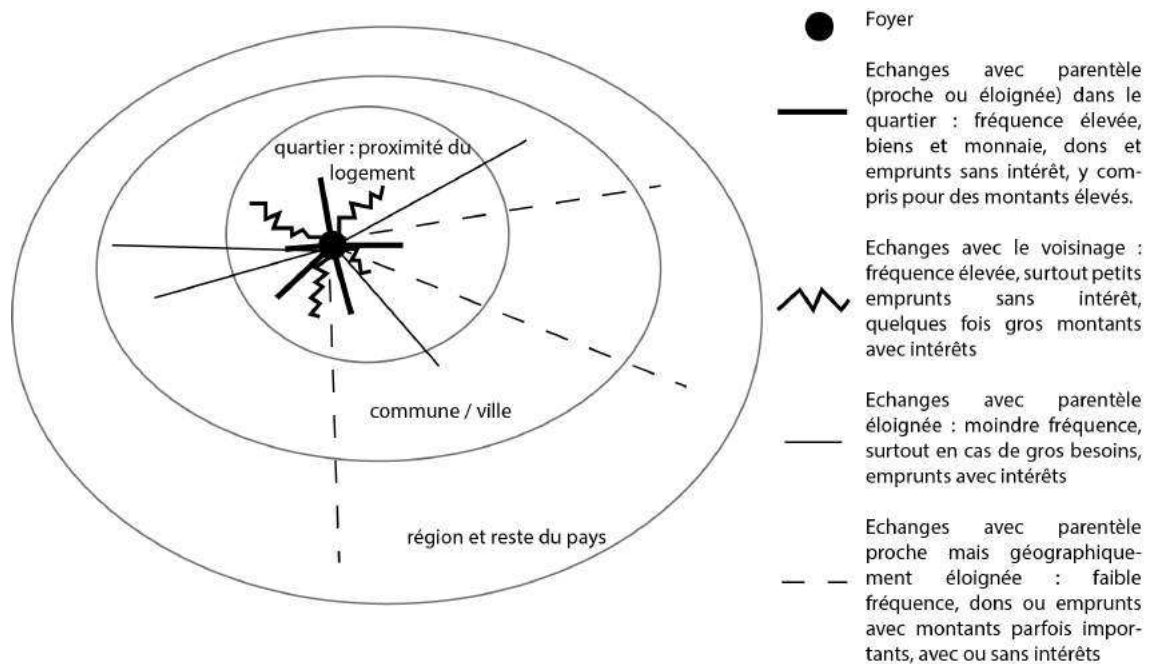 quartier : proximité du
logement
commune / ville
région et reste du pays
Foyer
Echanges avec parentèle
(proche ou éloignée) dans le
quartier : fréquence élevée,
biens et monnaie, dons et
emprunts sans intérêt, y com-
pris pour des montants élevés.
Echanges avec le voisinage :
fréquence élevée, surtout petits
emprunts sans intérêt,
quelques fois gros montants
avec intérêts
Echanges avec parentèle
éloignée : moindre fréquence,
surtout en cas de gros besoins,
emprunts avec intérêts
Echanges avec parentèle
proche mais géographique-
ment éloignée : faible
fréquence, dons ou emprunts
avec montants parfois impor-
tants, avec ou sans intérêts